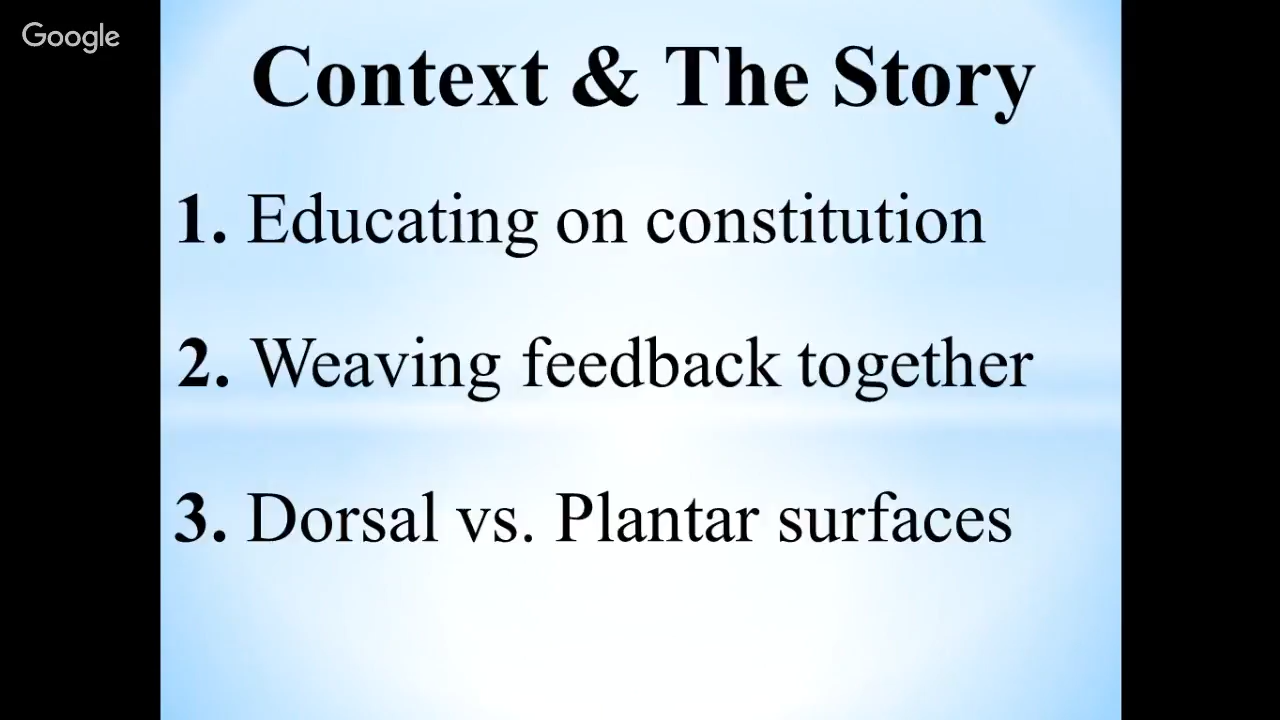 Google
Context & The Story
1. Educating on constitution
2. Weaving feedback together
3. Dorsal vs. Plantar surfaces